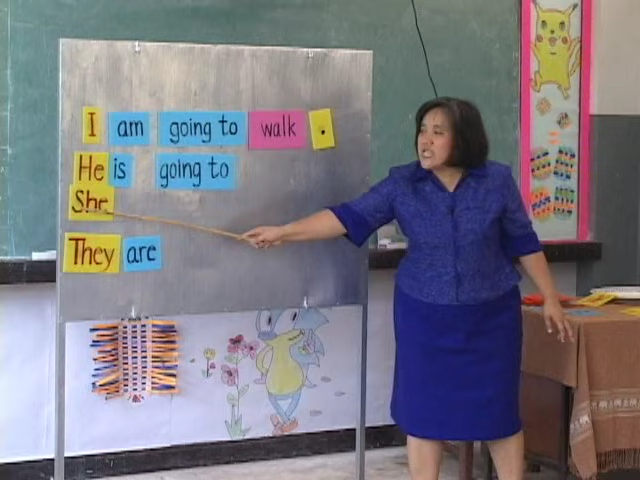 I am going to walk .
He is going to
She
They are